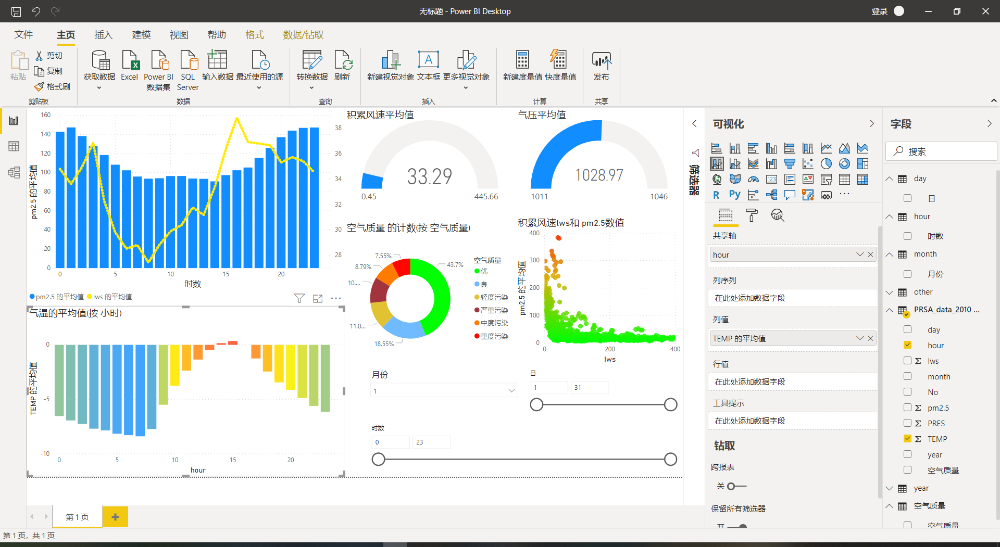 无标题 - Power BI Desktop
登录
文件
主页
插入
建模
视图
帮助
格式
数据/钻取
粘贴
剪切
复制
格式刷
剪贴板
获取数据
Excel
Power BI
数据集
SQL
Server
输入数据
最近使用的源
数据
转换数据
刷新
查询
新建视觉对象
文本框
更多视觉对象
插入
新建度量值
快度量值
计算
发布
共享
pm2.5 的平均值
160
140
120
100
80
60
40
20
0
38
36
34
32
30
28
0
5
10
15
20
时数
pm2.5 的平均值
Iws 的平均值
积累风速平均值
33.29
0.45
445.66
气压平均值
1028.97
1011
1046
空气质量 的计数(按 空气质量)
7.55%
8.79%
10....
11.0...
18.55%
43.7%
空气质量
优
良
轻度污染
严重污染
中度污染
重度污染
积累风速lws和 pm2.5数值
pm2.5 的平均值
400
300
200
100
0
0
200
400
Iws
气温的平均值(按 小时)
TEMP 的平均值
0
-5
-10
0
5
10
15
20
hour
月份
1
日
1
31
时数
0
23
筛选器
可视化
123
R
Py
共享轴
hour
列序列
在此处添加数据字段
列值
TEMP 的平均值
行值
在此处添加数据字段
工具提示
在此处添加数据字段
钻取
跨报表
关
保留所有筛选器
开
字段
搜索
day
日
hour
时数
month
月份
other
PRSA_data_2010 ...
day
hour
Iws
month
No
pm2.5
PRES
TEMP
year
空气质量
year
空气质量
空气质量
第 1 页
第 1 页，共 1 页